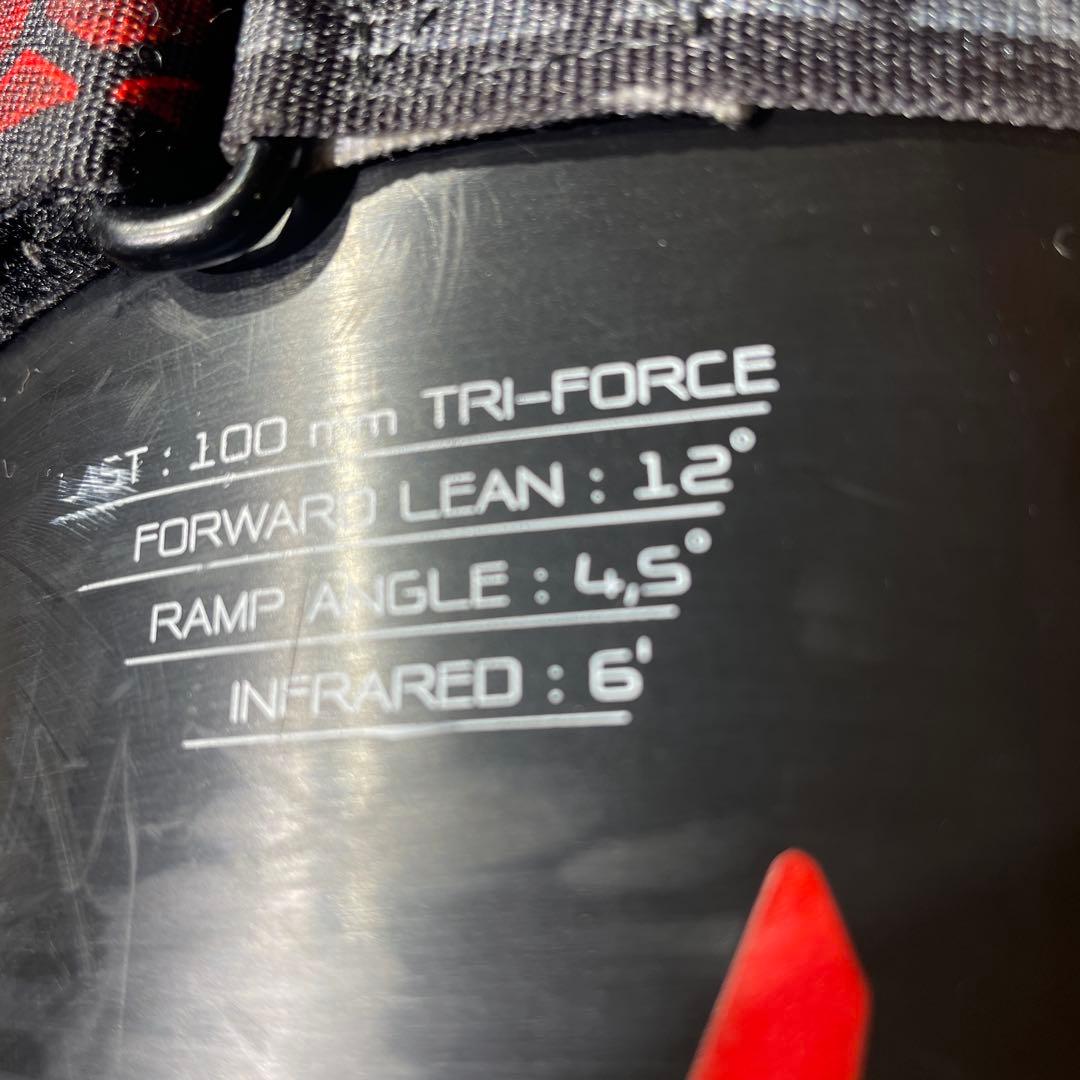 : 100 mm TRI-FORCE
FORWARD LEAN : 12°
RAMP ANGLE : 4,5°
INFRARED : 6'